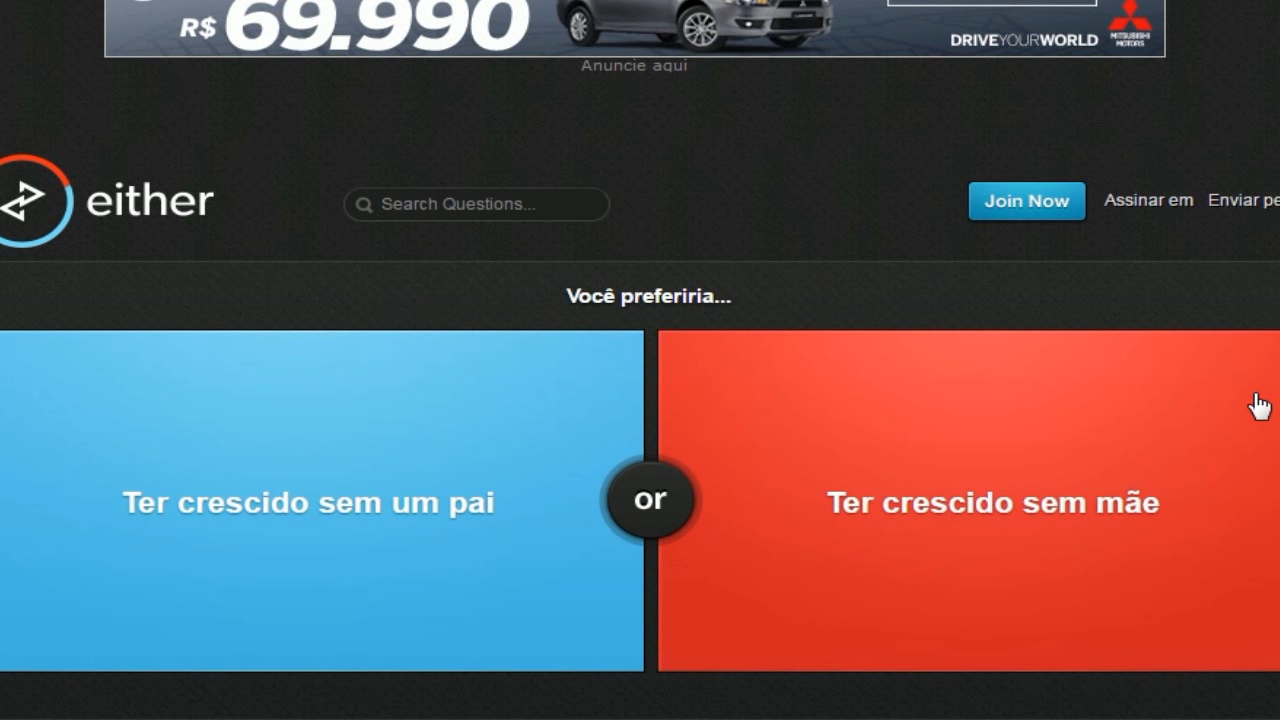 R$ 69.990
DRIVEYOURWORLD
MITSUBISHI
MOTORS
Anuncie aqui
either
Search Questions...
Join Now
Assinar em
Enviar pe
Você preferiria...
Ter crescido sem um pai
or
Ter crescido sem mãe